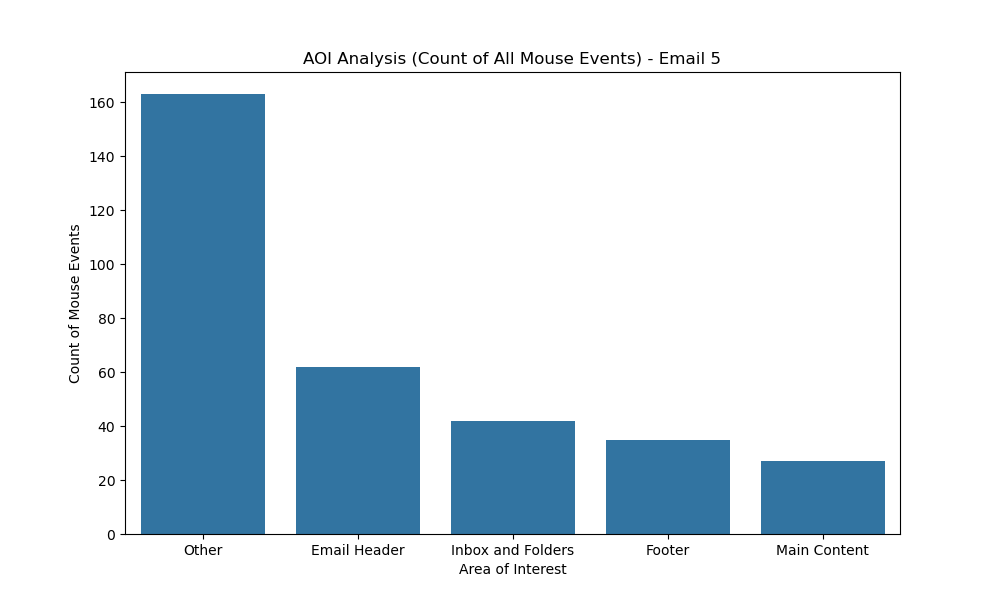 AOI Analysis (Count of All Mouse Events) - Email 5
Count of Mouse Events
160
140
120
100
80
60
40
20
0
Other Email Header Inbox and Folders Footer Main Content
Area of Interest